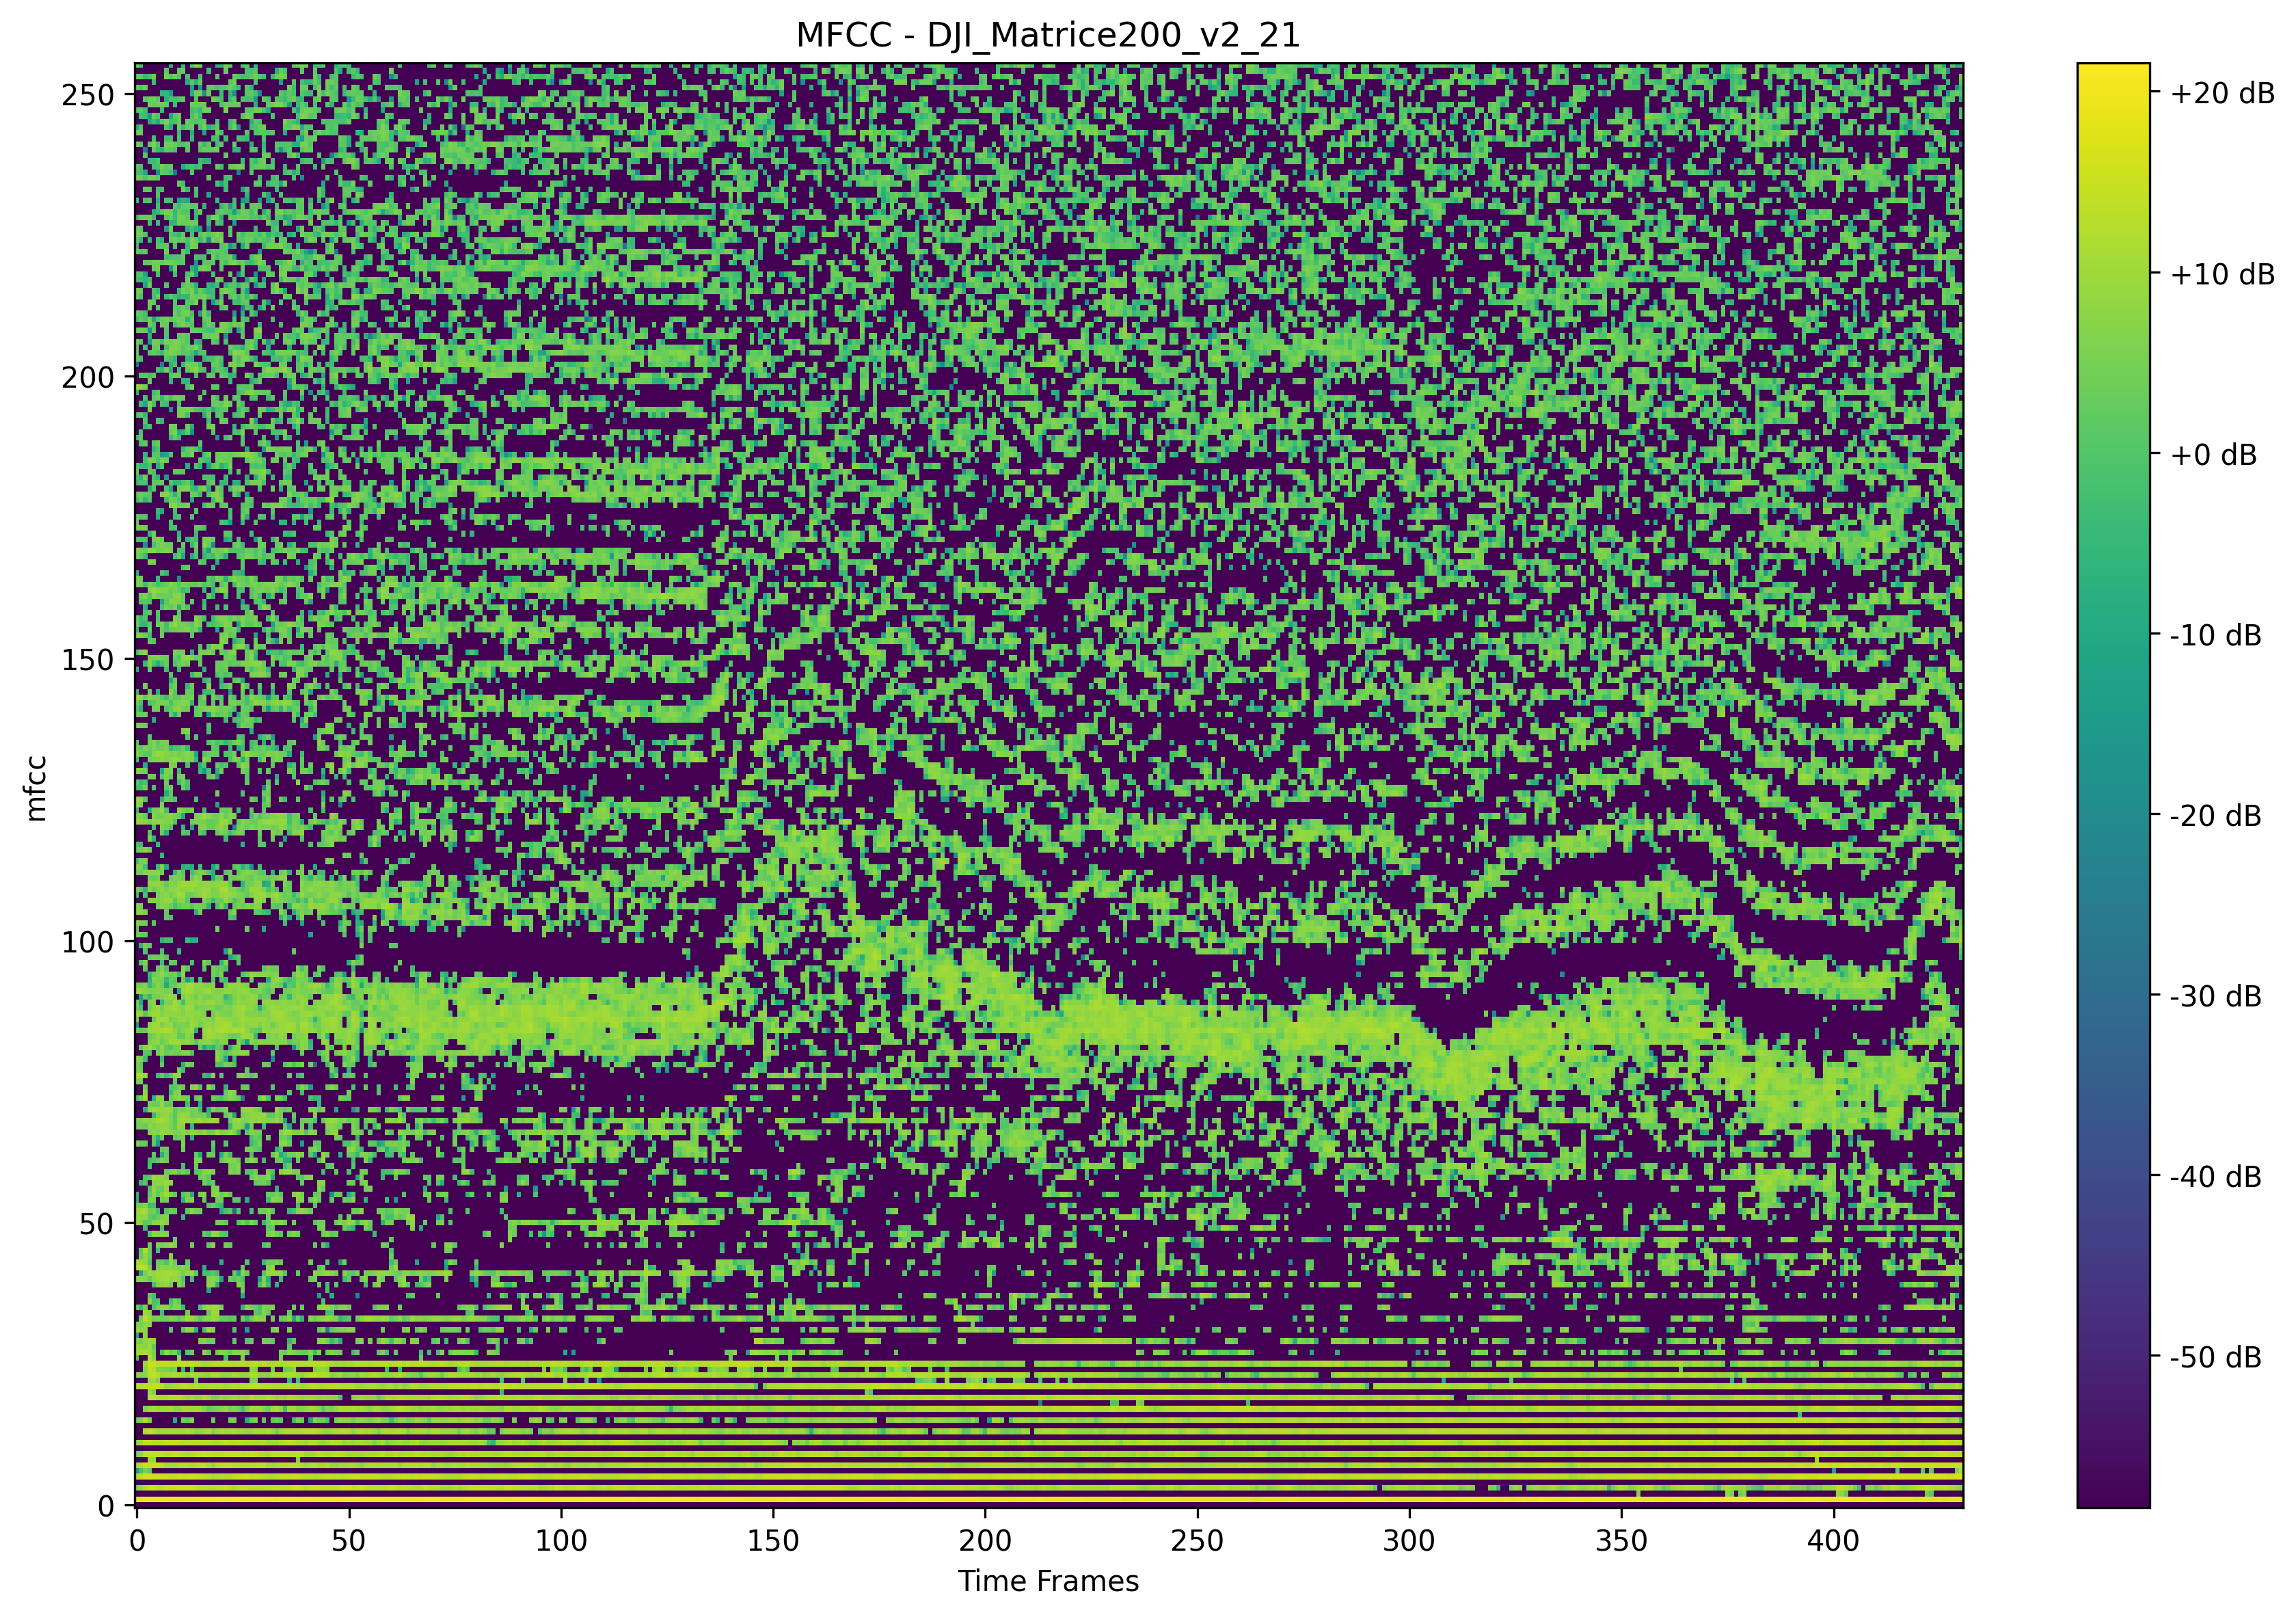 MFCC - DJI_Matrice200_v2_21
250
200
150
100
50
0
mfcc
0 50 100 150 200 250 300 350 400
Time Frames
+20 dB
+10 dB
+0 dB
-10 dB
-20 dB
-30 dB
-40 dB
-50 dB